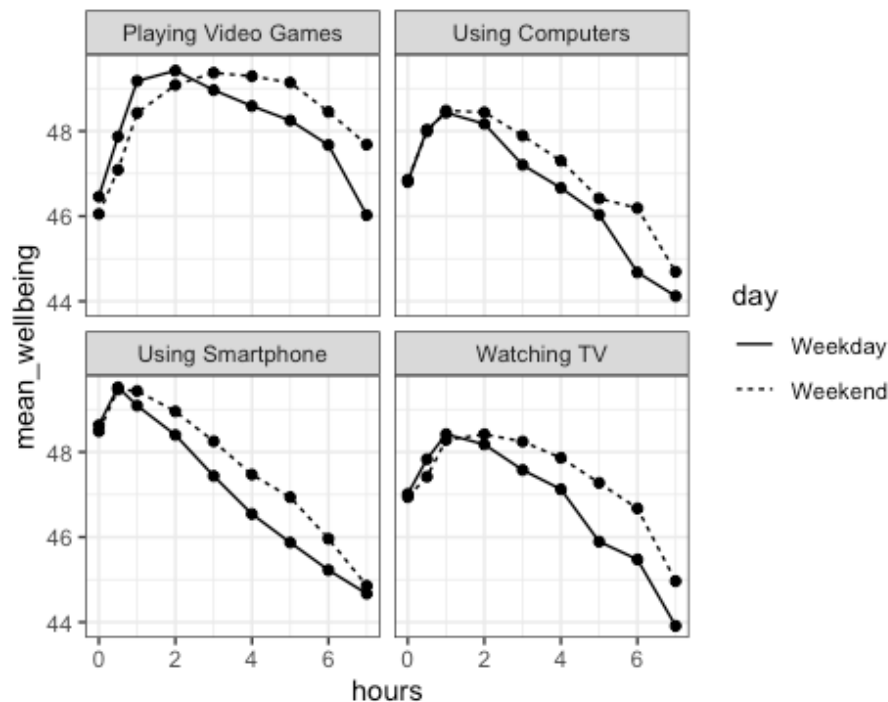 Playing Video Games
Using Computers
48
46
44
Using Smartphone
Watching TV
48
46
44
0
2
4
6
0
2
4
6
hours
mean_wellbeing
day
Weekday
Weekend